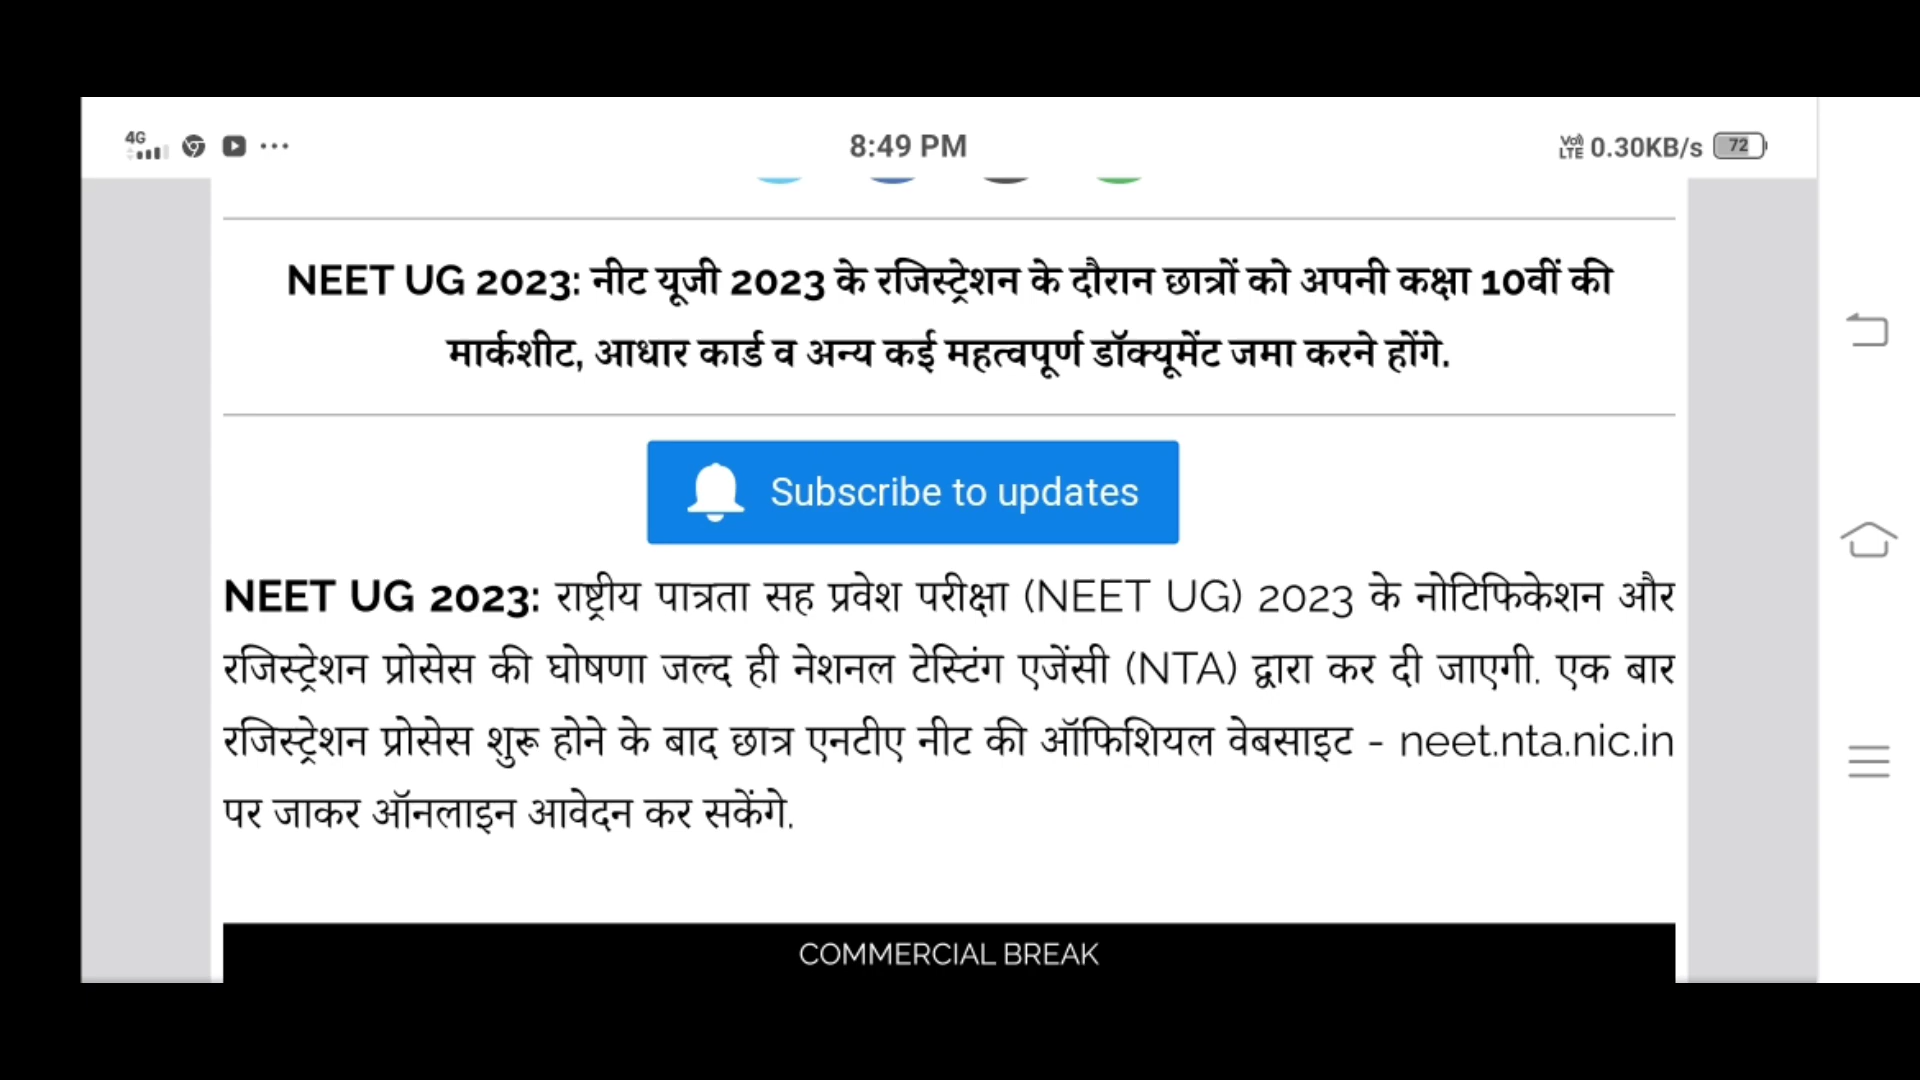 4G 8:49 PM VoD LTE 0.30KB/s 72
NEET UG 2023: नीट यूजी 2023 के रजिस्ट्रेशन के दौरान छात्रों को अपनी कक्षा 10वीं की
मार्कशीट, आधार कार्ड व अन्य कई महत्वपूर्ण डॉक्यूमेंट जमा करने होंगे.
Subscribe to updates
NEET UG 2023: राष्ट्रीय पात्रता सह प्रवेश परीक्षा (NEET UG) 2023 के नोटिफिकेशन और
रजिस्ट्रेशन प्रोसेस की घोषणा जल्द ही नेशनल टेस्टिंग एजेंसी (NTA) द्वारा कर दी जाएगी. एक बार
रजिस्ट्रेशन प्रोसेस शुरू होने के बाद छात्र एनटीए नीट की ऑफिशियल वेबसाइट - neet.nta.nic.in
पर जाकर ऑनलाइन आवेदन कर सकेंगे.
COMMERCIAL BREAK